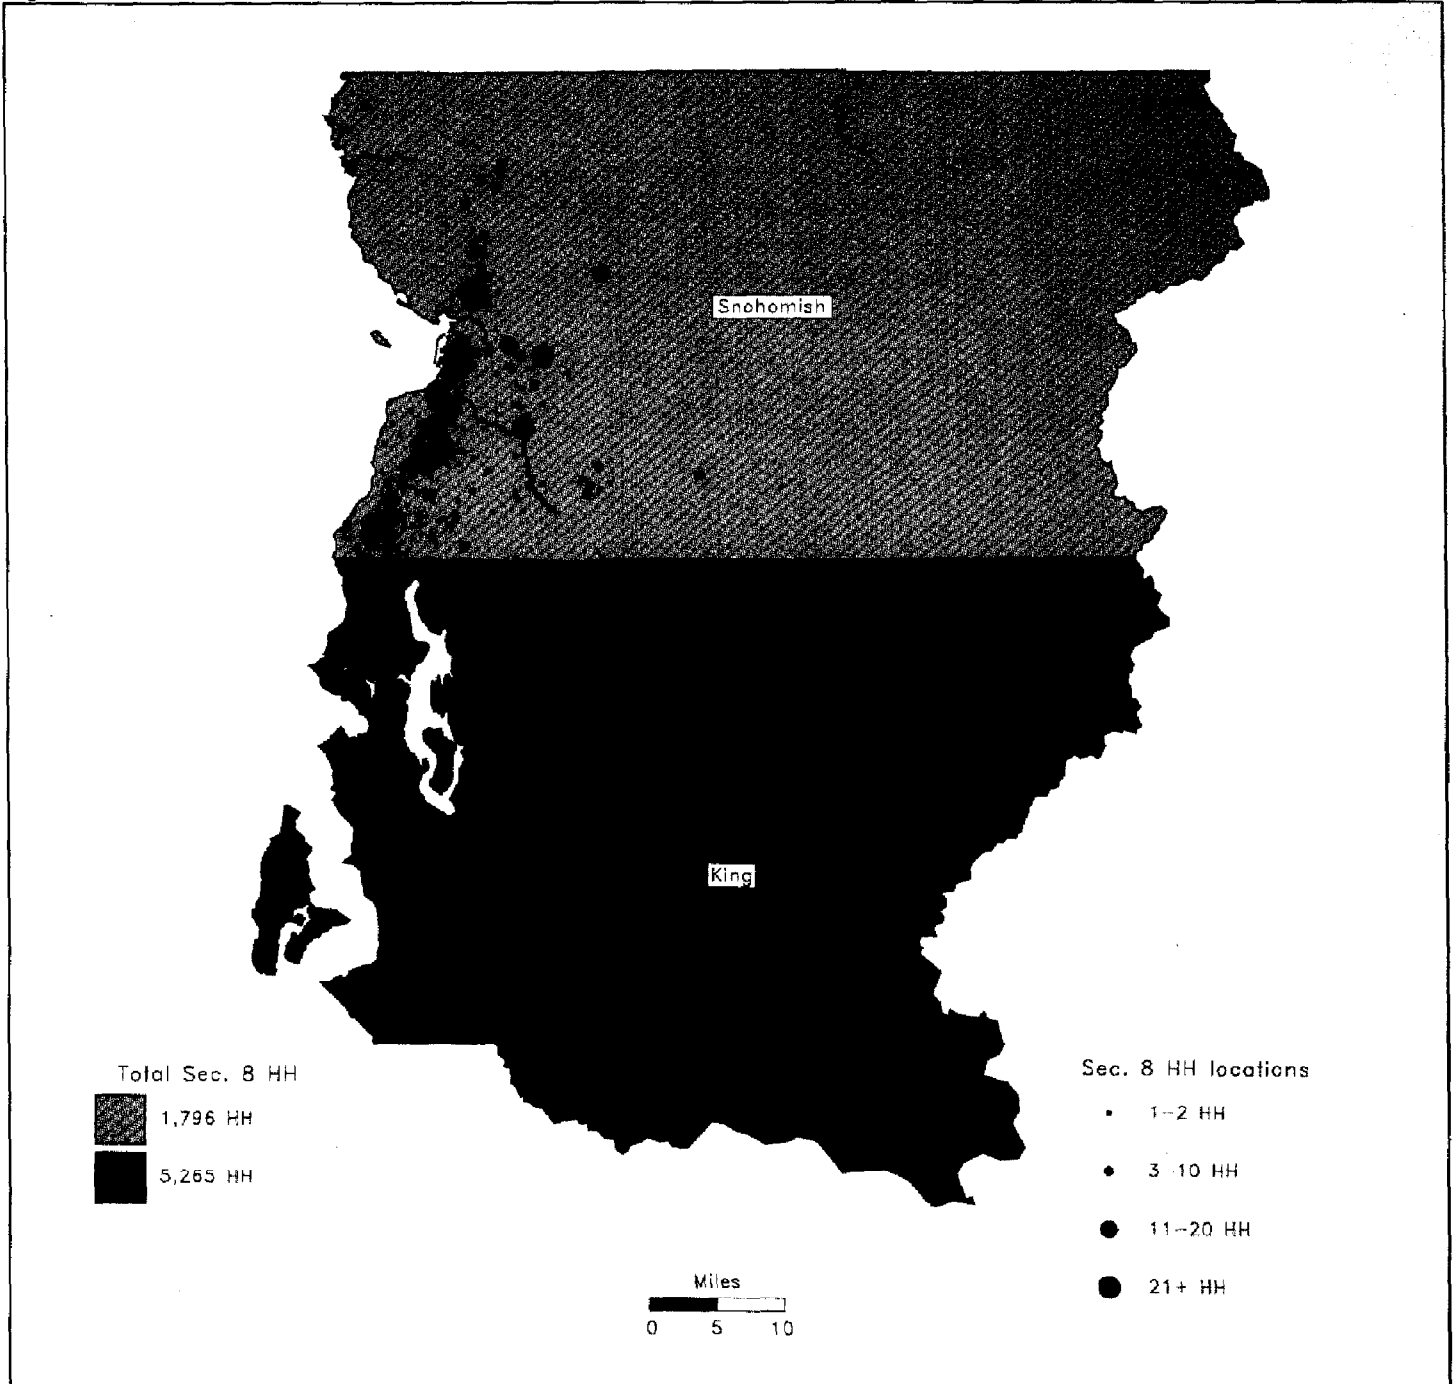 Snohomish
King
Total Sec. 8 HH
1,796 HH
5,265 HH
Sec. 8 HH locations
1-2 HH
3 10 HH
11-20 HH
21+ HH
Miles
0 5 10